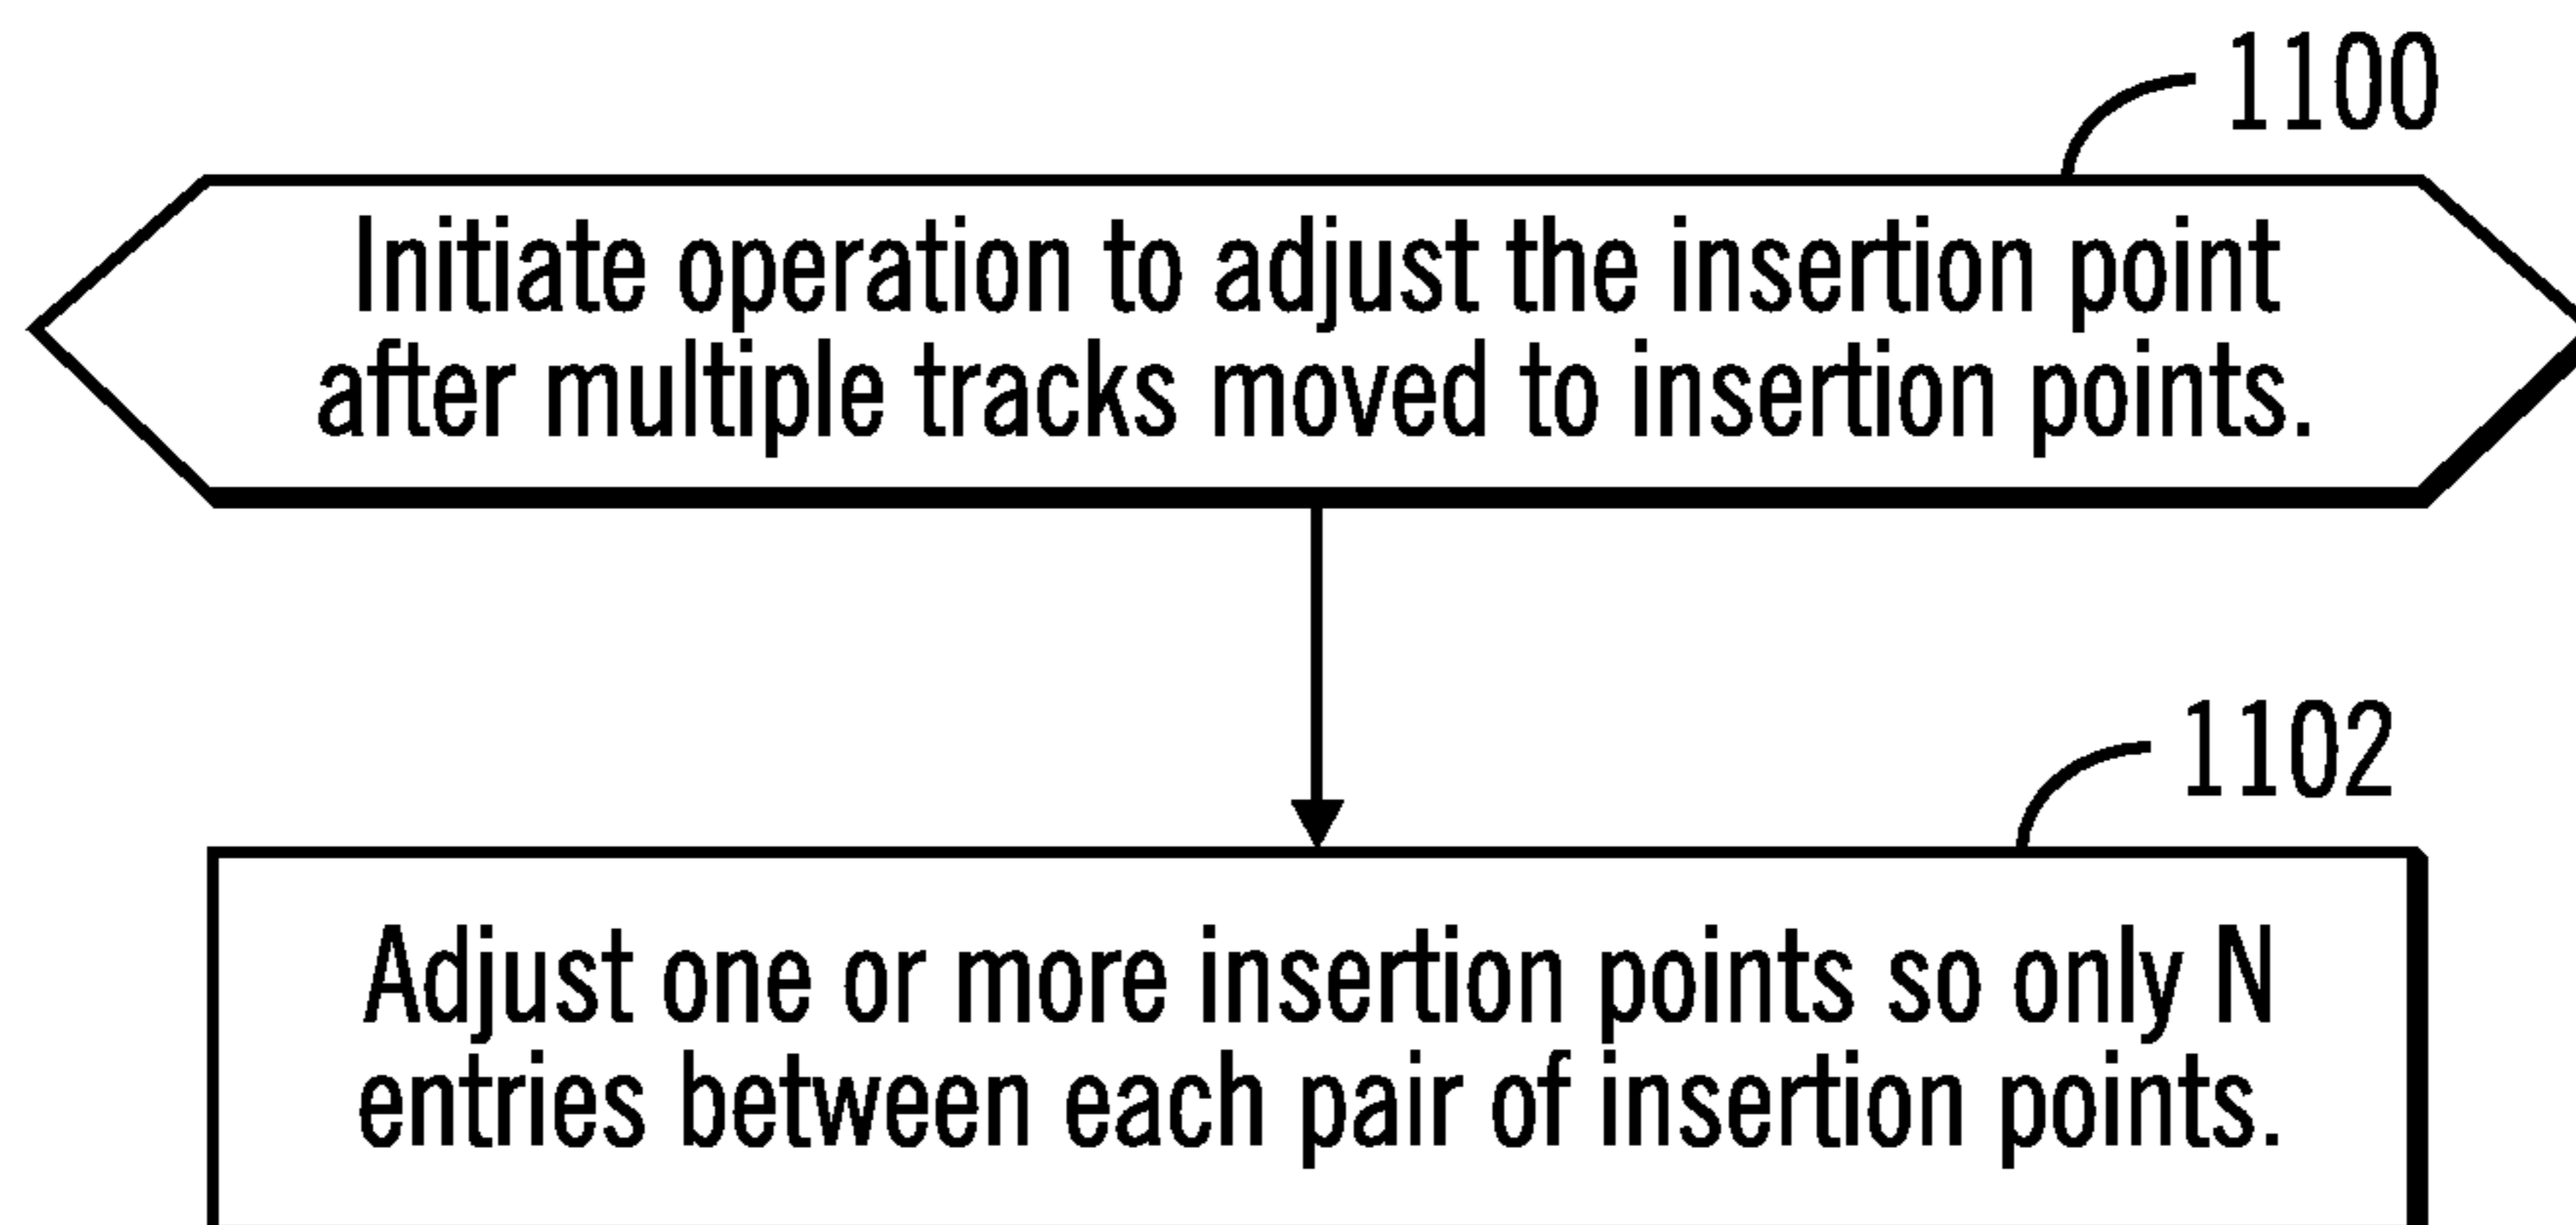 1100
Initiate operation to adjust the insertion point
after multiple tracks moved to insertion points.
1102
Adjust one or more insertion points so only N
entries between each pair of insertion points.